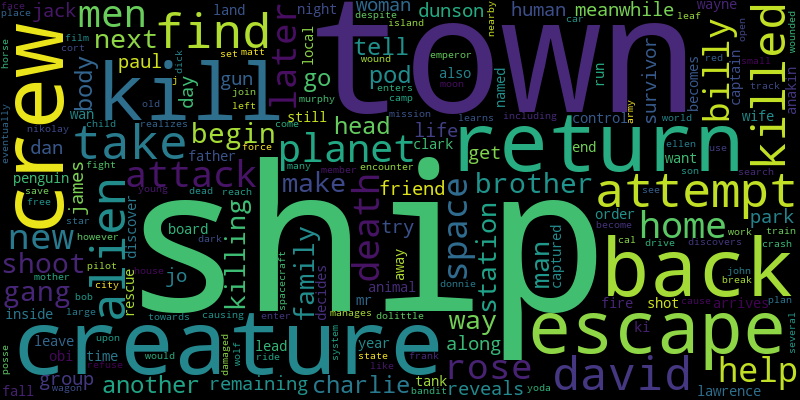 face
place
jack
land
night
woman
dunson
human
meanwhile
leaf
wayne
men
find
later
town
billy
captain
killed
crew
next
paul
local
tell
despite
island
wound
nearby
car
horse
film
cort
set
matt
dick
j
join
left
body
kill
gun
day
go
pod
also
emperor
enters
camp
moon
named
run
survivor
becomes
red
open
small
track
anakin
wounded
old
wan
nikolay
child
realizes
fight
force
come
still
murphy
mission
learns
including
control
army
world
eventually
dan
take
begin
head
life
return
father
many
member
planet
clark
get
end
want
ellen
use
wife
son
search
penguin
save
free
james
alien
attack
young
dead
reach
encounter
friend
brother
attempt
see
become
star
however
discover
killing
make
space
station
order
home
park
work
train
new
board
dark
ship
death
try
man
captured
cal
drive
discovers
crash
john
break
shoot
pilot
city
mother
rescue
house
jo
spacecraft
family
decides
away
animal
donnie
back
cause
plan
gang
bob
large
towards
causing
enter
mr
manages
dolittle
way
fire
shot
arrives
several
inside
obi
upon
would
damaged
wolf
lead
ride
year
state
system
like
frank
along
ki
escape
posse
leave
time
creature
rose
david
help
fall
group
wagon
refuse
another
remaining
charlie
tank
bandit
reveals
yoda
lawrence